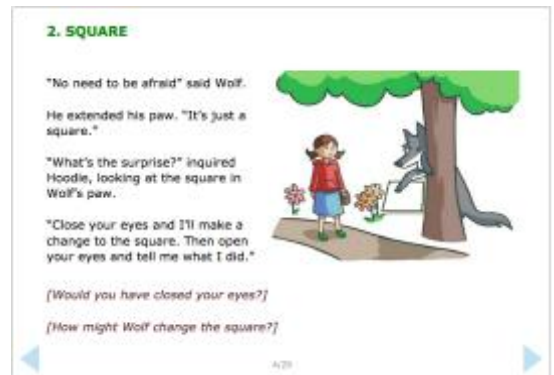 2. SQUARE
"No need to be afraid" said Wolf.
He extended his paw. "It's just a
square."
"What's the surprise?" inquired
Hoodie, looking at the square in
Wolf's paw.
"Close your eyes and I'll make a
change to the square. Then open
your eyes and tell me what I did."
[Would you have closed your eyes?]
[How might Wolf change the square?]